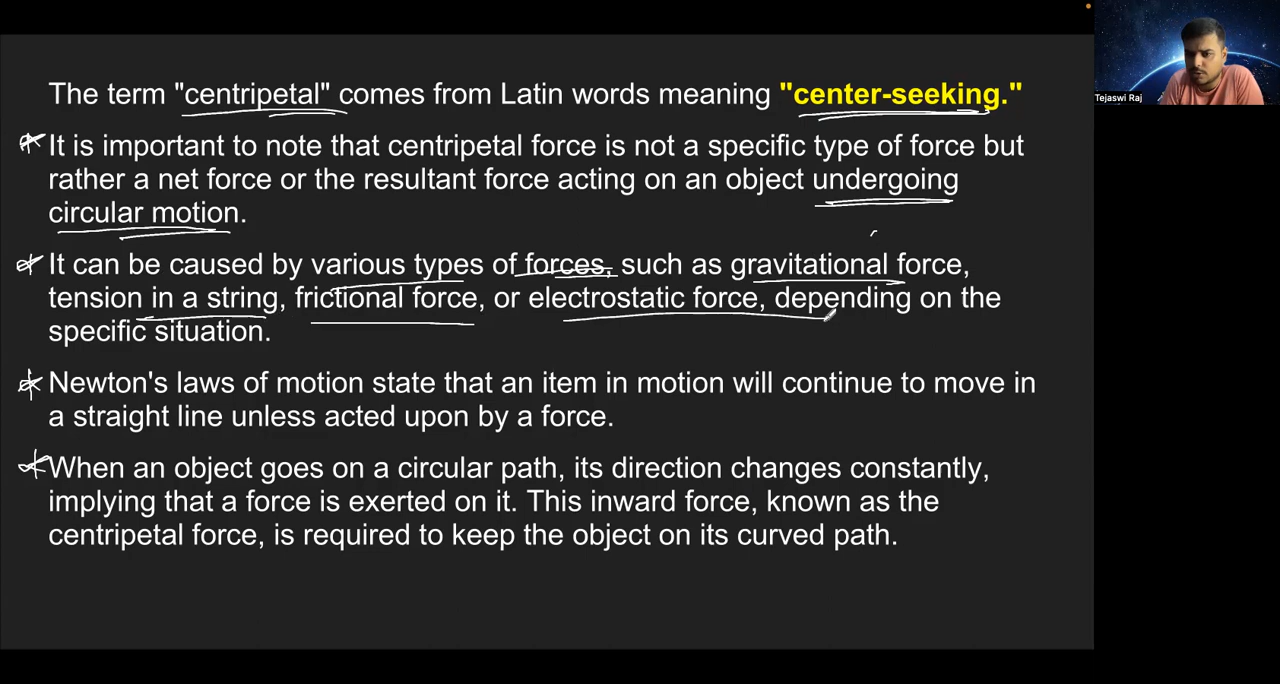 The term "centripetal" comes from Latin words meaning "center-seeking."
It is important to note that centripetal force is not a specific type of force but
rather a net force or the resultant force acting on an object undergoing
circular motion.
It can be caused by various types of forces, such as gravitational force,
tension in a string, frictional force, or electrostatic force, depending on the
specific situation.
Newton's laws of motion state that an item in motion will continue to move in
a straight line unless acted upon by a force.
When an object goes on a circular path, its direction changes constantly,
implying that a force is exerted on it. This inward force, known as the
centripetal force, is required to keep the object on its curved path.
Tejaswi Raj